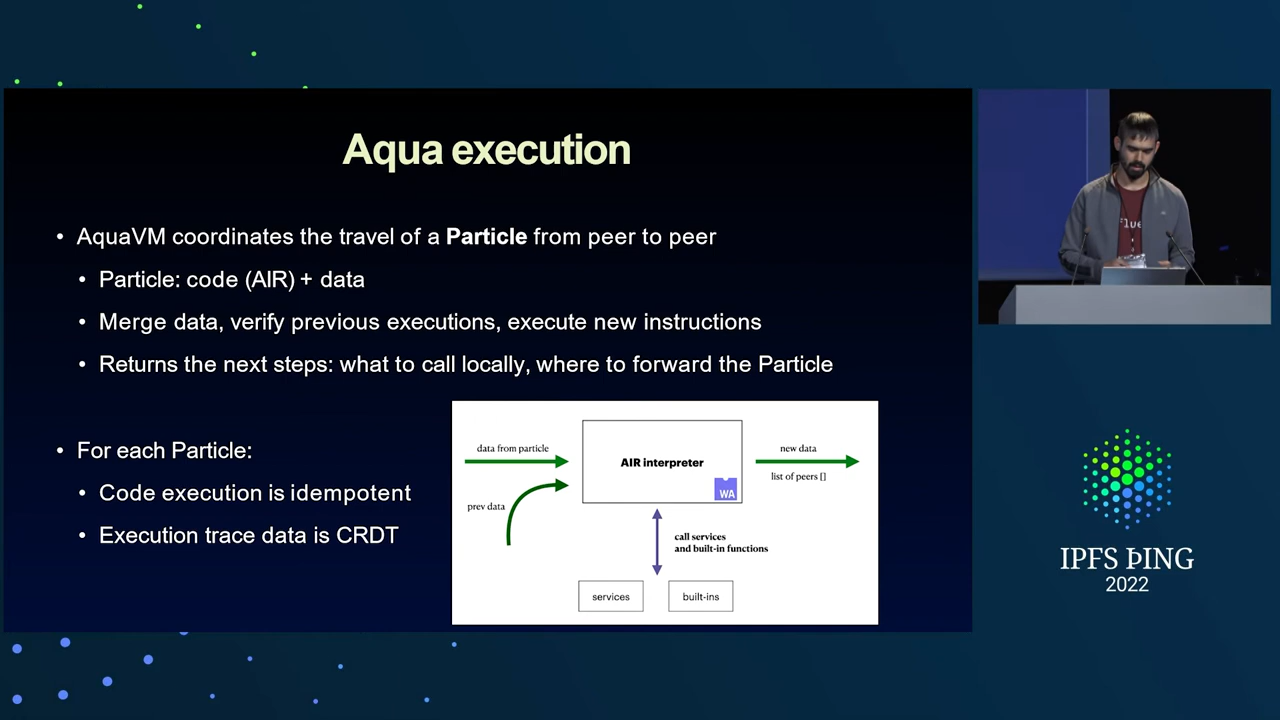 Aqua execution
• AquaVM coordinates the travel of a Particle from peer to peer
• Particle: code (AIR) + data
• Merge data, verify previous executions, execute new instructions
• Returns the next steps: what to call locally, where to forward the Particle
• For each Particle:
• Code execution is idempotent
• Execution trace data is CRDT
data from particle
prev data
AIR interpreter
WA
new data
list of peers []
call services
and built-in functions
services
built-ins
IPFS ÞING
2022